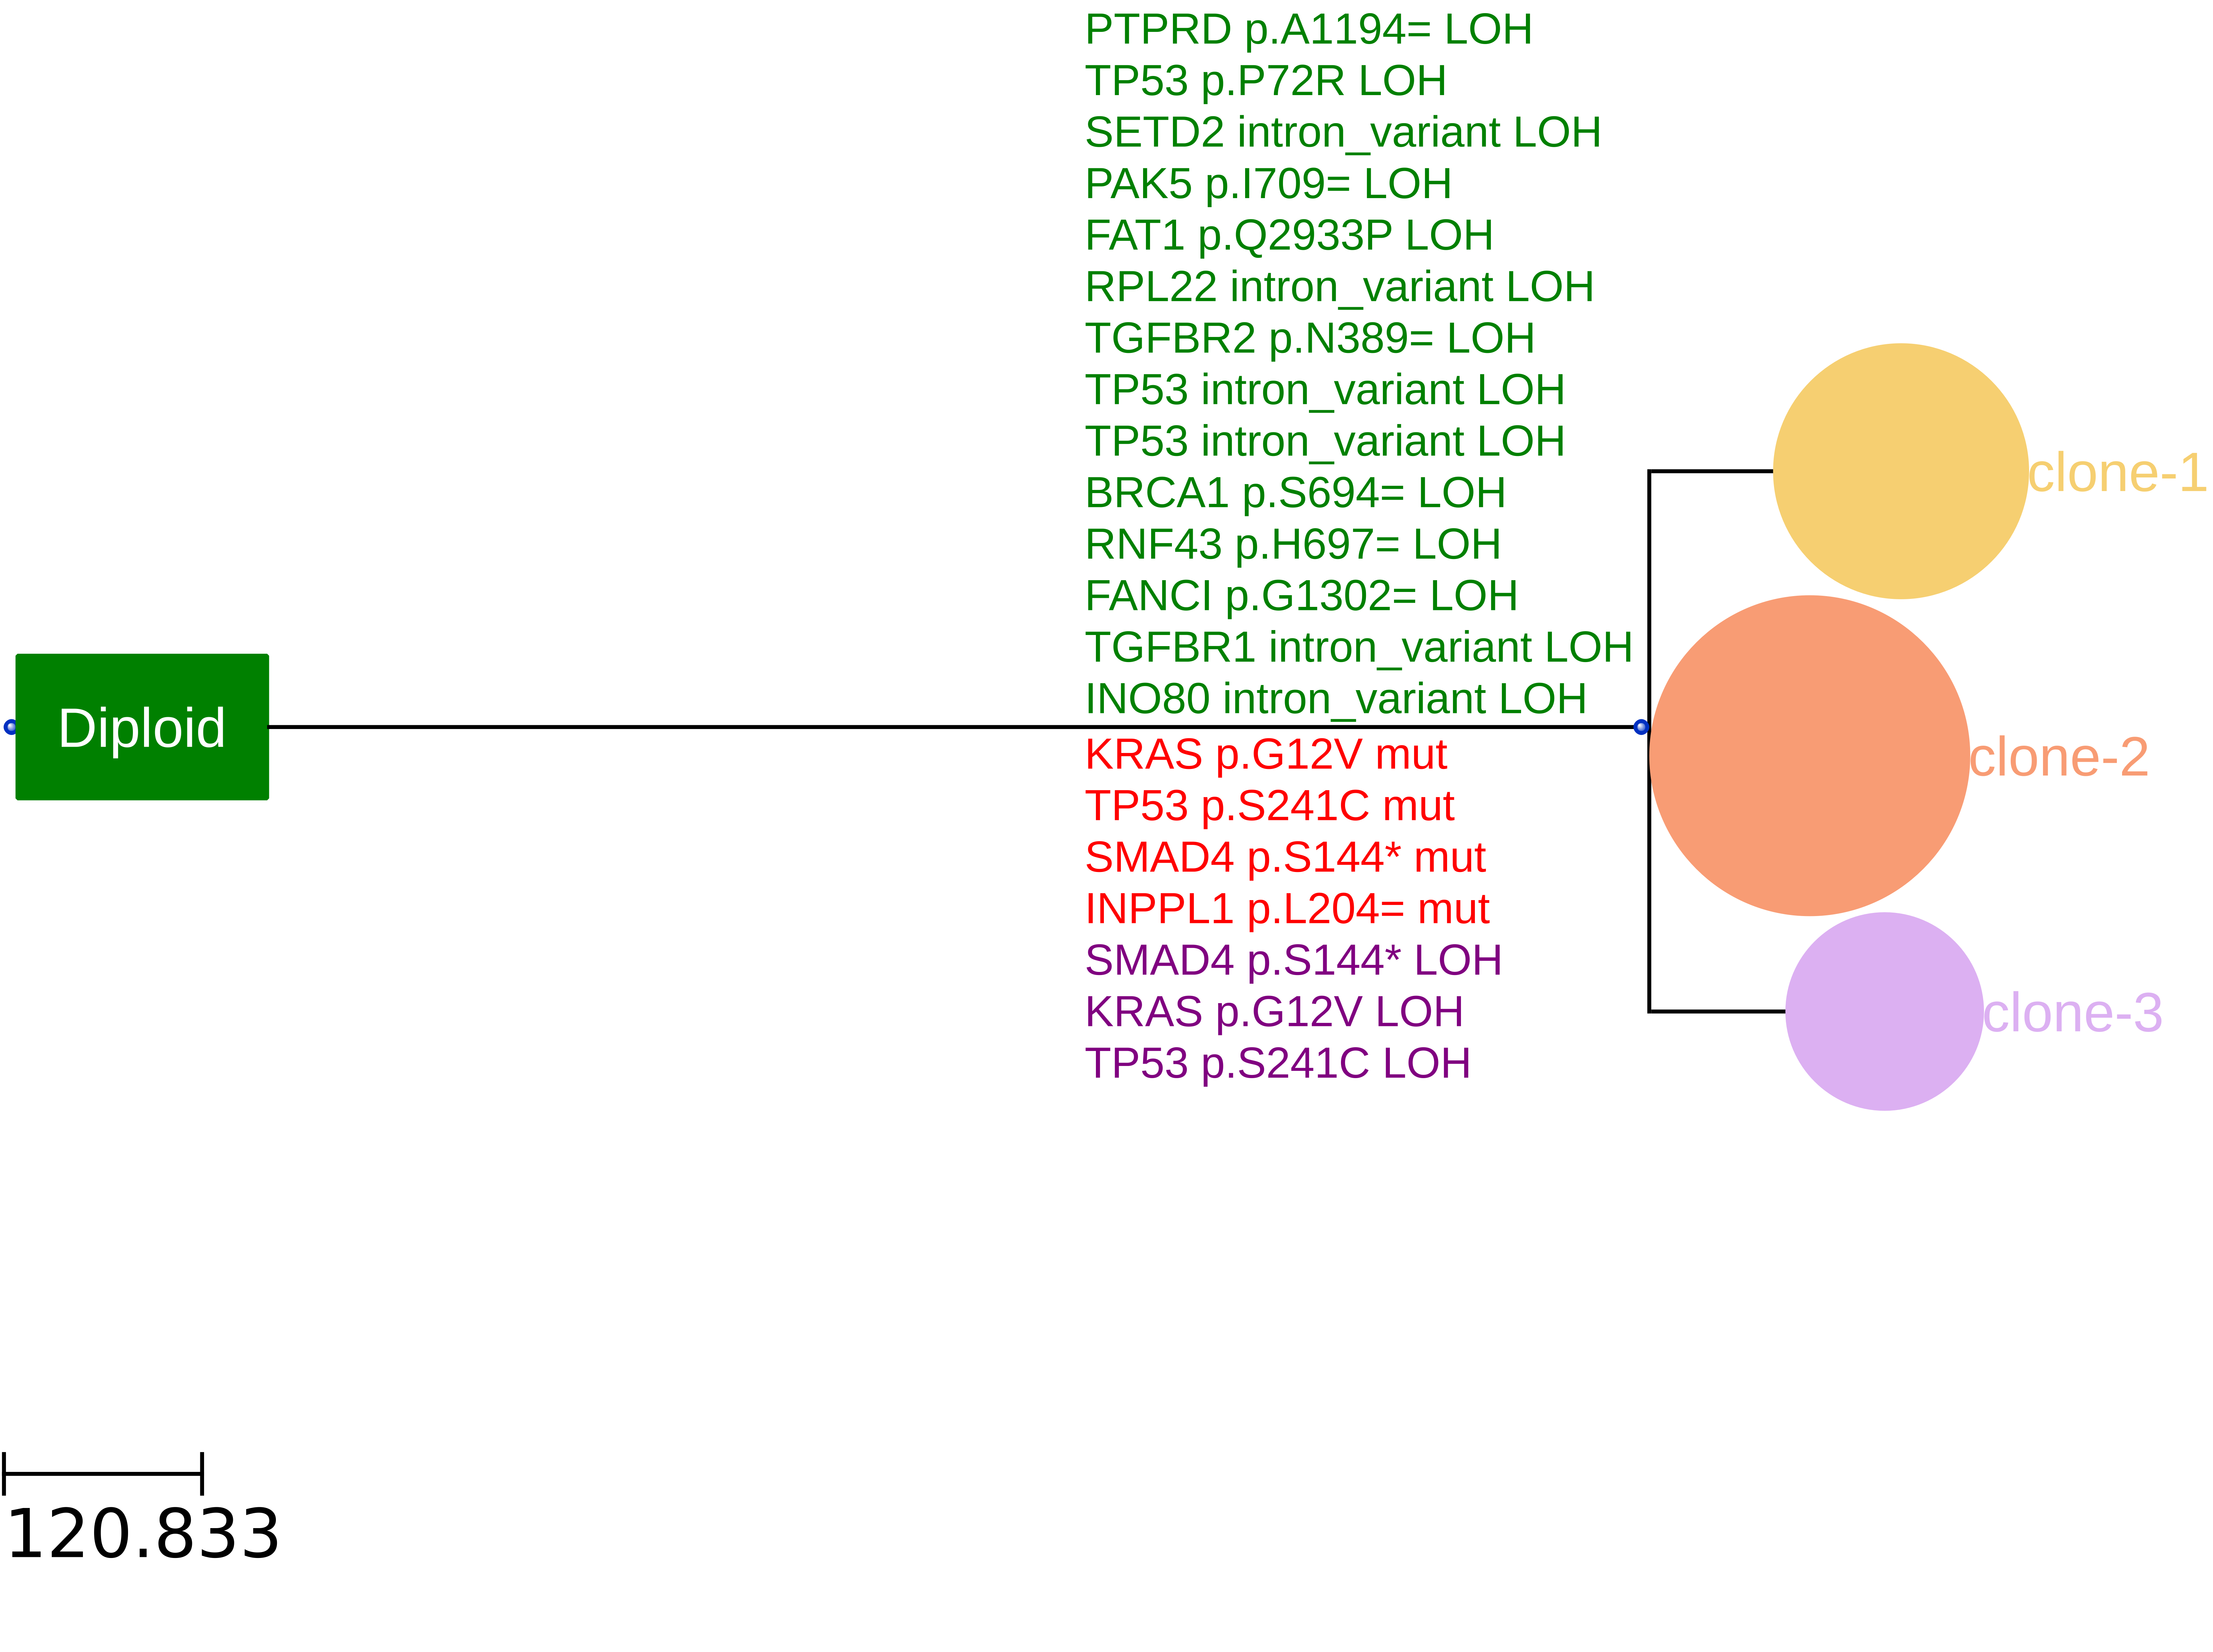 PTPRD p.A1194= LOH
TP53 p.P72R LOH
SETD2 intron_variant LOH
PAK5 p.I709= LOH
FAT1 p.Q2933P LOH
RPL22 intron_variant LOH
TGFBR2 p.N389= LOH
TP53 intron_variant LOH
TP53 intron_variant LOH
BRCA1 p.S694= LOH
RNF43 p.H697= LOH
FANCI p.G1302= LOH
TGFBR1 intron_variant LOH
INO80 intron_variant LOH
Diploid
KRAS p.G12V mut
TP53 p.S241C mut
SMAD4 p.S144* mut
INPPL1 p.L204= mut
SMAD4 p.S144* LOH
KRAS p.G12V LOH
TP53 p.S241C LOH
clone-1
clone-2
clone-3
120.833